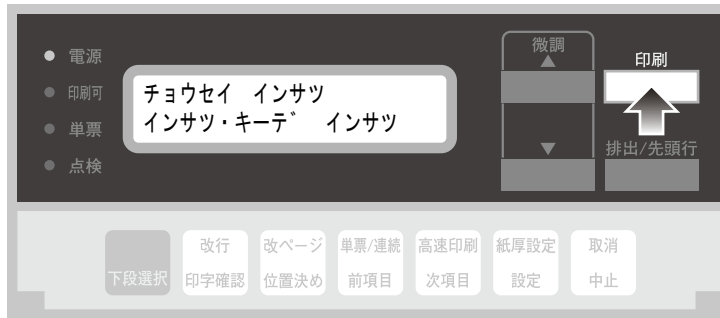 電源
印刷可
単票
点検
チョウセイ インサツ
インサツ・キーデ インサツ
微調
▲
▼
印刷
排出/先頭行
下段選択
改行
印字確認
改ページ
位置決め
単票/連続
前項目
高速印刷
次項目
紙厚設定
設定
取消
中止